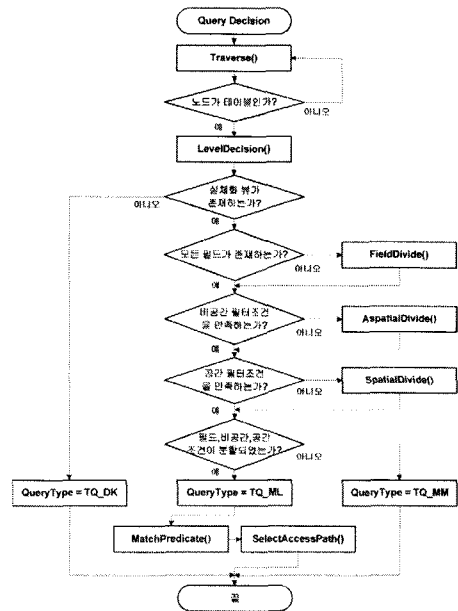 Query Decision
Traverse()
노드가 테이블인가?
아니오
예
LevelDecision()
실체화 뷰가
존재하는가?
아니오
예
모든 필드가 존재하는가?
아니오
FieldDivide()
예
비공간 필터조건
을 만족하는가?
아니오
AspatialDivide()
예
공간 필터조건
을 만족하는가?
아니오
SpatialDivide()
예
필드,비공간,공간
조건이 분할되었는가?
아니오
예
QueryType = TQ_DK
QueryType = TQ_ML
QueryType = TQ_MM
MatchPredicate()
SelectAccessPath()
끝